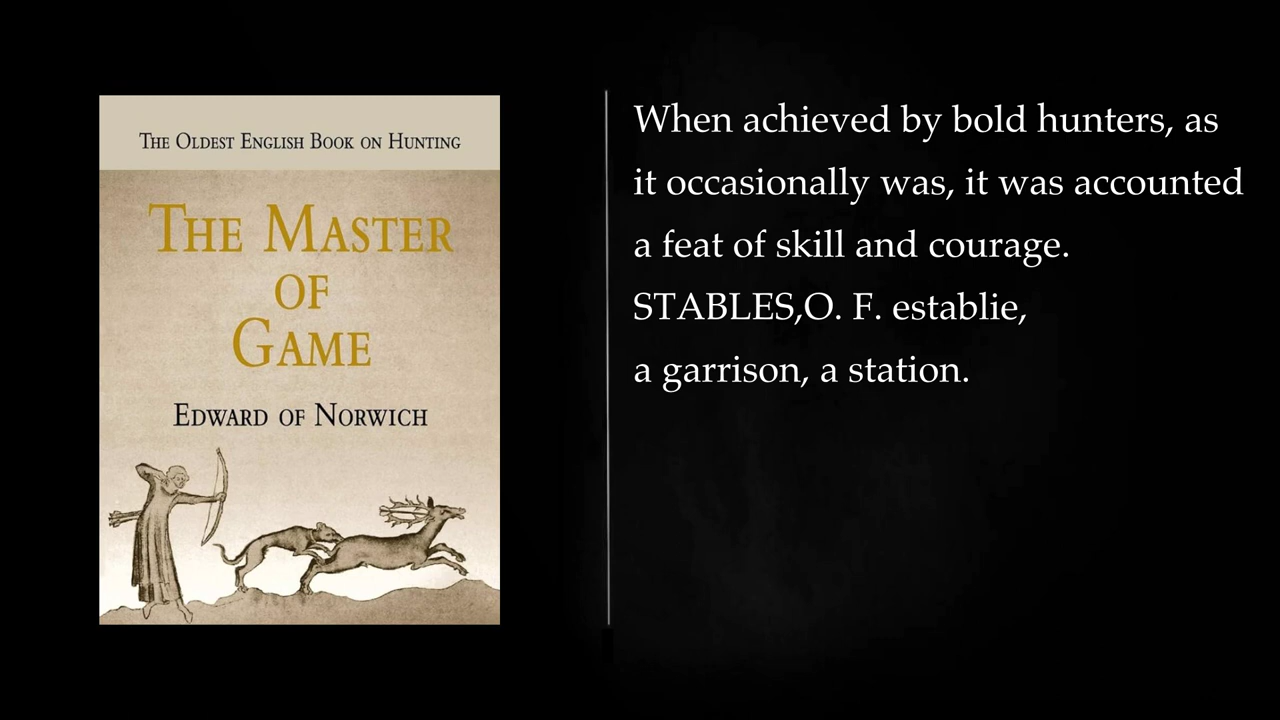 The Oldest English Book on Hunting
The Master
of
Game
Edward of Norwich
When achieved by bold hunters, as
it occasionally was, it was accounted
a feat of skill and courage.
STABLES,O. F. establie,
a garrison, a station.